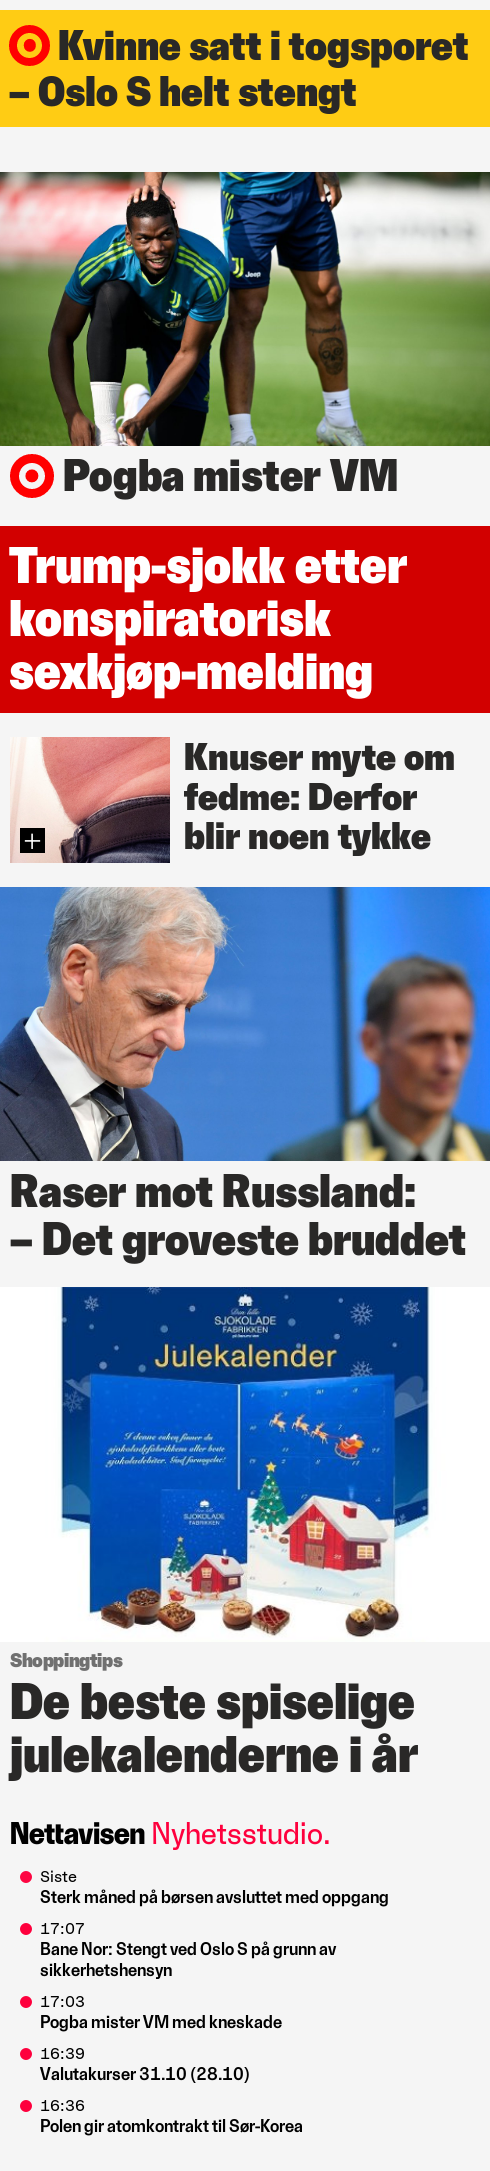 Kvinne satt i togsporet
– Oslo S helt stengt
Jeep
Jeep
Pogba mister VM
Trump-sjokk etter
konspiratorisk
sexkjøp-melding
Knuser myte om
fedme: Derfor
blir noen tykke
Raser mot Russland:
– Det groveste bruddet
Den lille
SJOKOLADE
FABRIKKEN
Julekalender
I denne esken finner du
sjokoladefabrikkens aller beste
sjokoladebiter. God fornøyelse!
SJOKOLADE
FABRIKKEN
Shoppingtips
De beste spiselige
julekalenderne i år
Nettavisen Nyhetsstudio.
Siste
Sterk måned på børsen avsluttet med oppgang
17:07
Bane Nor: Stengt ved Oslo S på grunn av
sikkerhetshensyn
17:03
Pogba mister VM med kneskade
16:39
Valutakurser 31.10 (28.10)
16:36
Polen gir atomkontrakt til Sør-Korea